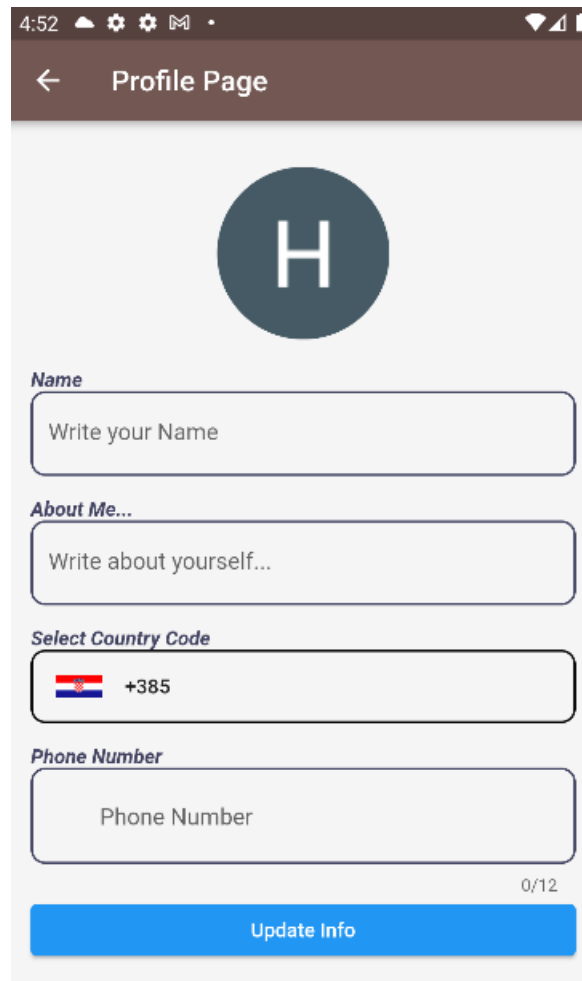 4:52
Profile Page
H
Name
Write your Name
About Me...
Write about yourself...
Select Country Code
+385
Phone Number
Phone Number
0/12
Update Info